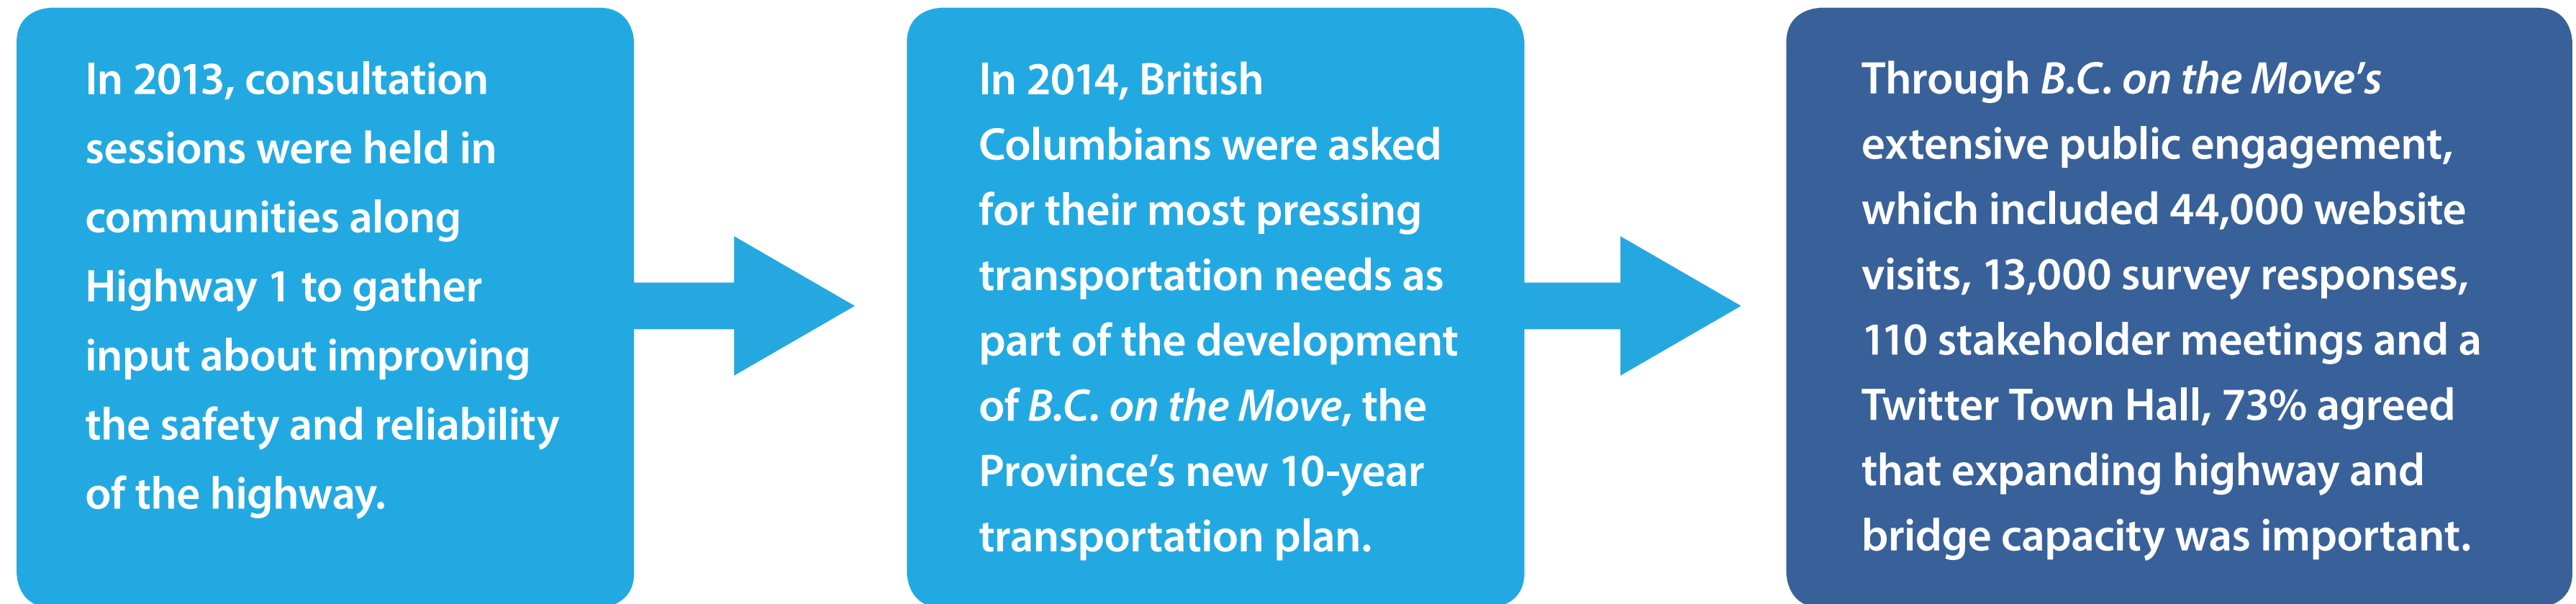 In 2013, consultation
sessions were held in
communities along
Highway 1 to gather
input about improving
the safety and reliability
of the highway.
In 2014, British
Columbians were asked
for their most pressing
transportation needs as
part of the development
of B.C. on the Move, the
Province’s new 10-year
transportation plan.
Through B.C. on the Move’s
extensive public engagement,
which included 44,000 website
visits, 13,000 survey responses,
110 stakeholder meetings and a
Twitter Town Hall, 73% agreed
that expanding highway and
bridge capacity was important.